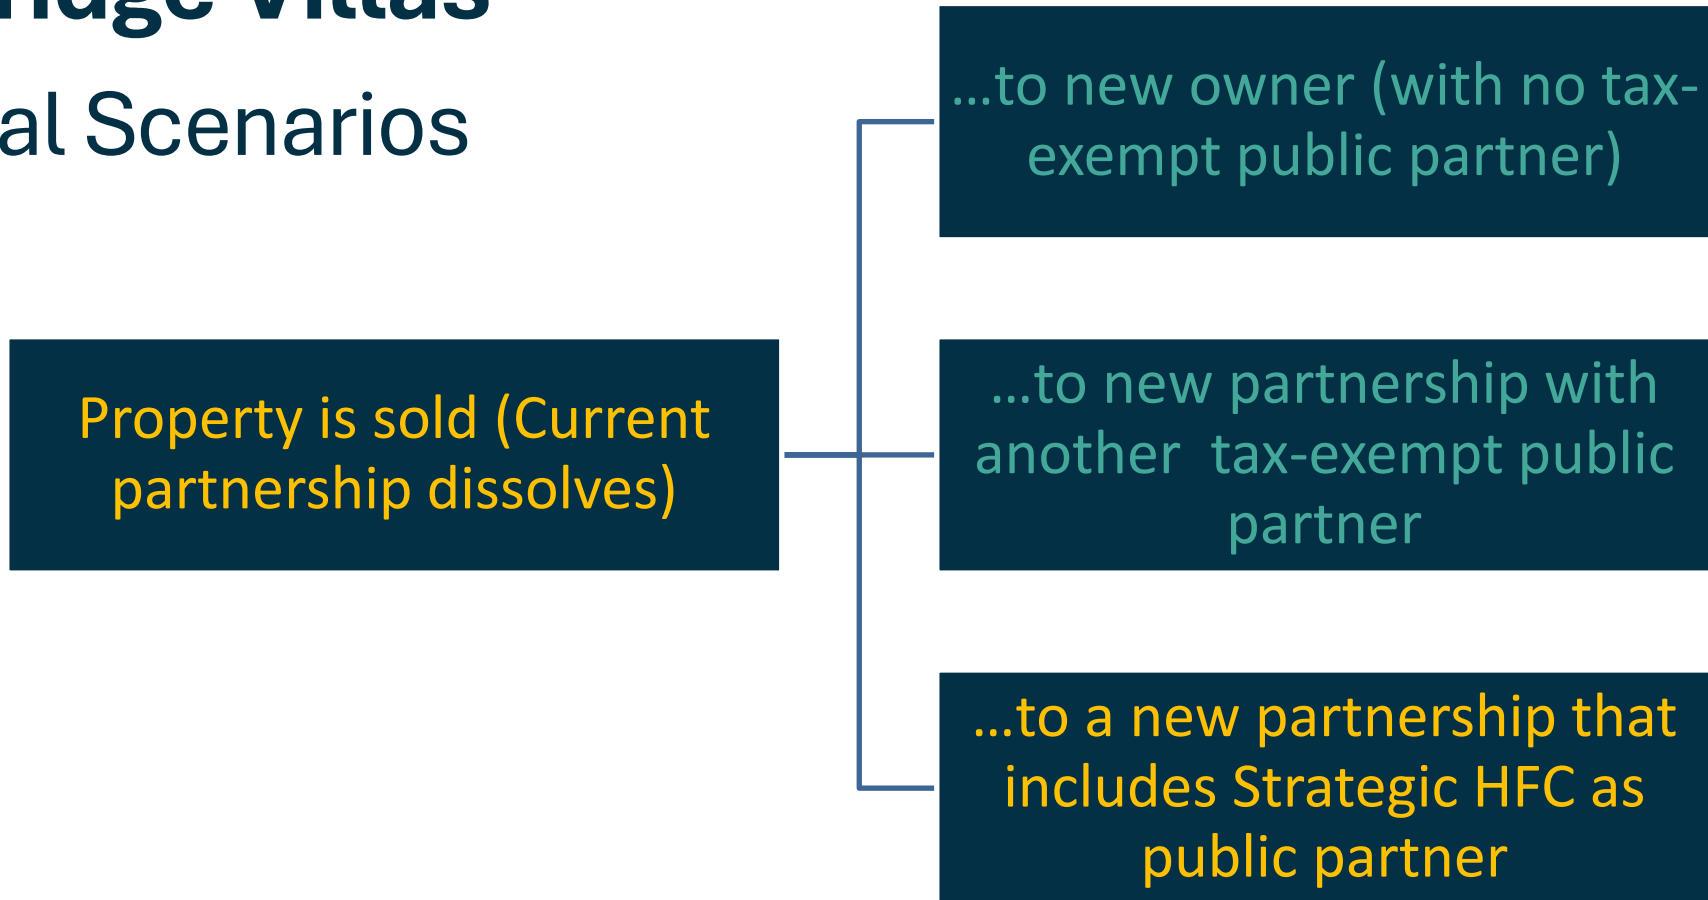 Villas
al Scenarios
...to new owner (with no tax-
exempt public partner)
Property is sold (Current
partnership dissolves)
...to new partnership with
another  tax-exempt public
partner
...to a new partnership that
includes Strategic HFC as
public partner